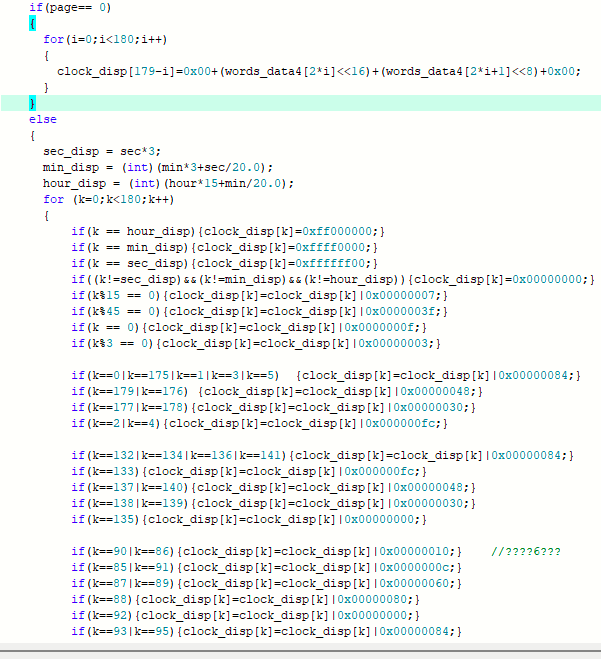 if(page== 0)
{
for(i=0;i<180;i++)
{
clock_disp[179-i]=0x00+(words_data4[2*i]<<16)+(words_data4[2*i+1]<<8)+0x00;
}
}
else
{
sec_disp = sec*3;
min_disp = (int)(min*3+sec/20.0);
hour_disp = (int)(hour*15+min/20.0);
for (k=0;k<180;k++)
{
if(k == hour_disp){clock_disp[k]=0xff000000;}
if(k == min_disp){clock_disp[k]=0xffff0000;}
if(k == sec_disp){clock_disp[k]=0xffffff00;}
if((k!=sec_disp)&&(k!=min_disp)&&(k!=hour_disp)){clock_disp[k]=0x00000000;}
if(k%15 == 0){clock_disp[k]=clock_disp[k]|0x00000007;}
if(k%45 == 0){clock_disp[k]=clock_disp[k]|0x0000003f;}
if(k == 0){clock_disp[k]=clock_disp[k]|0x0000000f;}
if(k%3 == 0){clock_disp[k]=clock_disp[k]|0x00000003;}
if(k==0|k==175|k==1|k==3|k==5) {clock_disp[k]=clock_disp[k]|0x00000084;}
if(k==179|k==176) {clock_disp[k]=clock_disp[k]|0x00000048;}
if(k==177|k==178){clock_disp[k]=clock_disp[k]|0x00000030;}
if(k==2|k==4){clock_disp[k]=clock_disp[k]|0x000000fc;}
if(k==132|k==134|k==136|k==141){clock_disp[k]=clock_disp[k]|0x00000084;}
if(k==133){clock_disp[k]=clock_disp[k]|0x000000fc;}
if(k==137|k==140){clock_disp[k]=clock_disp[k]|0x00000048;}
if(k==138|k==139){clock_disp[k]=clock_disp[k]|0x00000030;}
if(k==135){clock_disp[k]=clock_disp[k]|0x00000000;}
if(k==90|k==86){clock_disp[k]=clock_disp[k]|0x00000010;} //????6???
if(k==85|k==91){clock_disp[k]=clock_disp[k]|0x0000000c;}
if(k==87|k==89){clock_disp[k]=clock_disp[k]|0x00000060;}
if(k==88){clock_disp[k]=clock_disp[k]|0x00000080;}
if(k==92){clock_disp[k]=clock_disp[k]|0x00000000;}
if(k==93|k==95){clock_disp[k]=clock_disp[k]|0x00000084;}